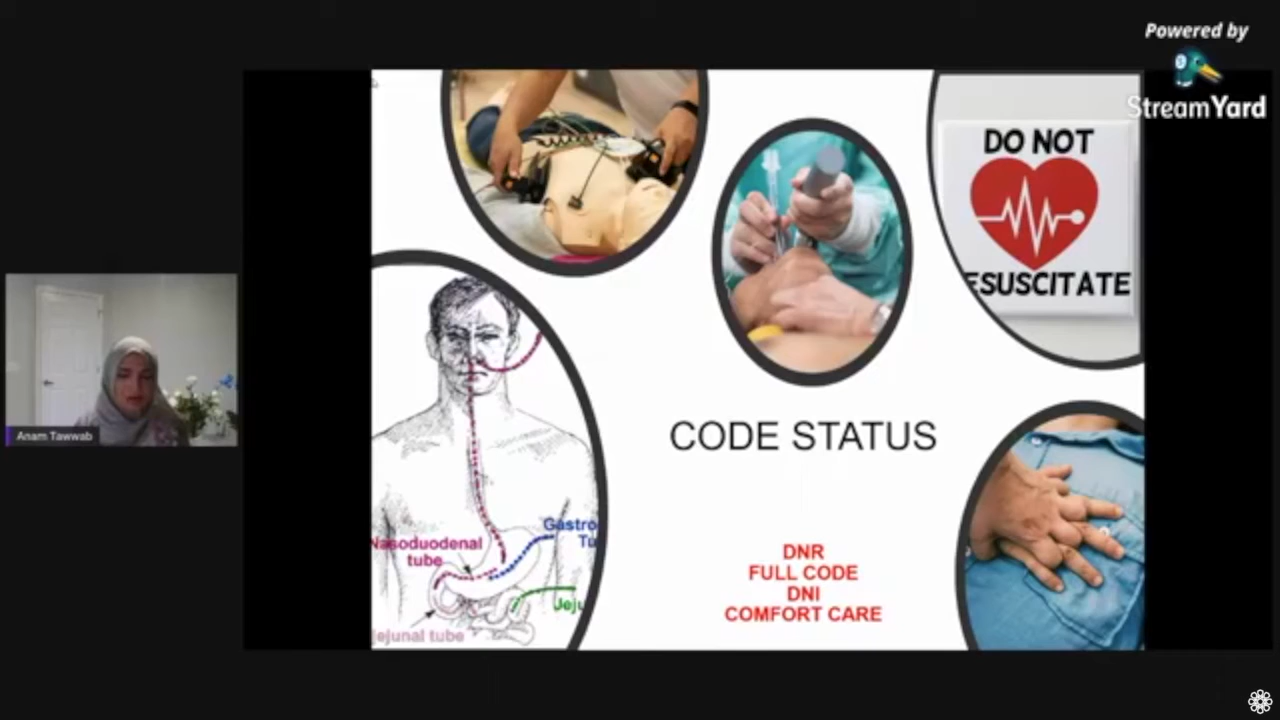 Powered by
StreamYard
DO NOT
ESUSCITATE
CODE STATUS
Anam Tawwab
Gastro
Tu
Nasoduodenal
tube
Jeju
jejunal tube
DNR
FULL CODE
DNI
COMFORT CARE